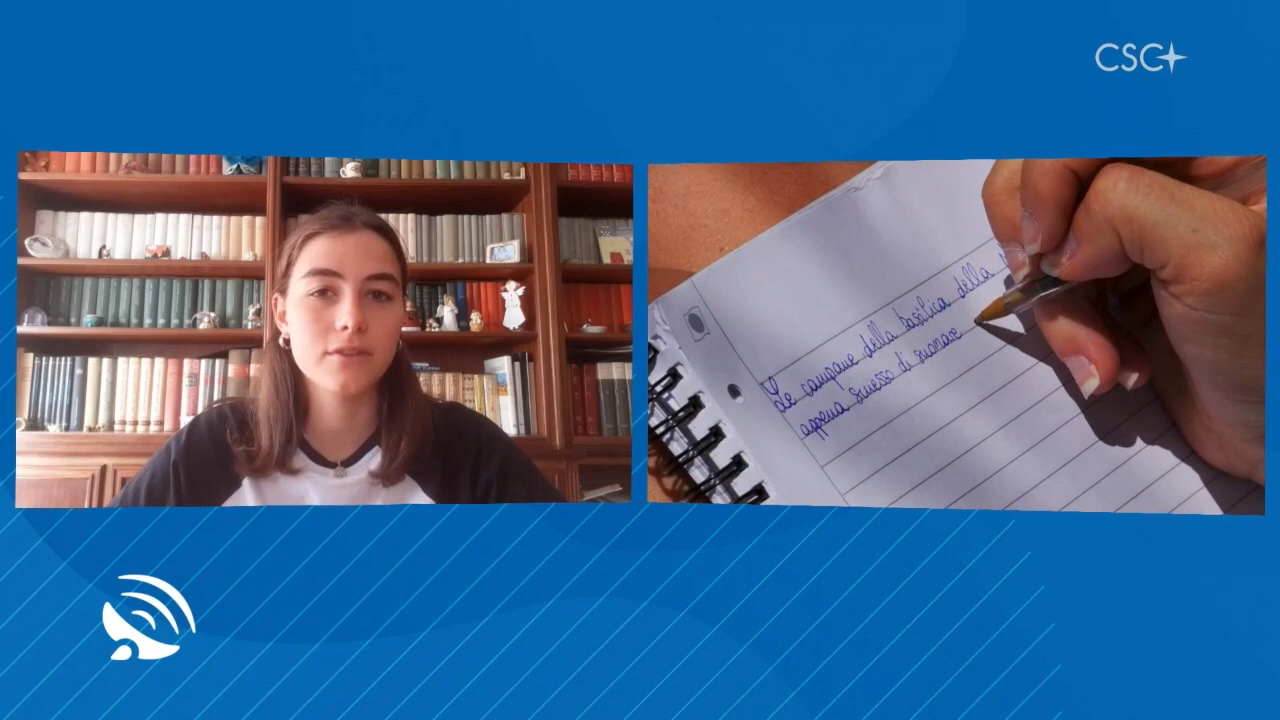 CSC
Le campane della basilica della
appena smesso di suonare